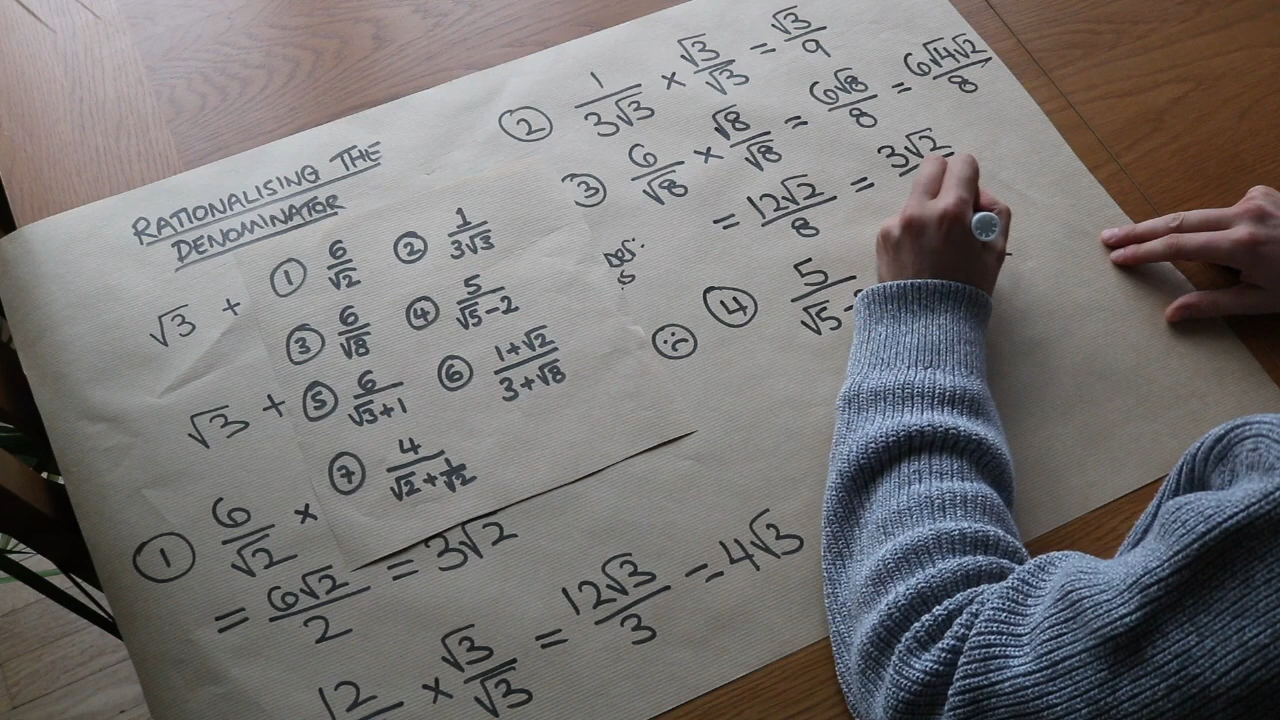 RATIONALISING THE
DENOMINATOR
√3 +
√3 +
① 6/√2 ② 1/3√3
③ 6/√8 ④ 5/√5-2
⑤ 6/√3+1 ⑥ 1+√2/3+√8
⑦ 4/√2+1/√2
① 6/√2 ×
= 6√2/2 = 3√2
12 × √3/√3 = 12√3/3 = 4√3
② 1/3√3 × √3/√3 = √3/9
③ 6/√8 × √8/√8 = 6√8/8 = 6√4√2/8
= 12√2/8 = 3√2
④ 5/√5-